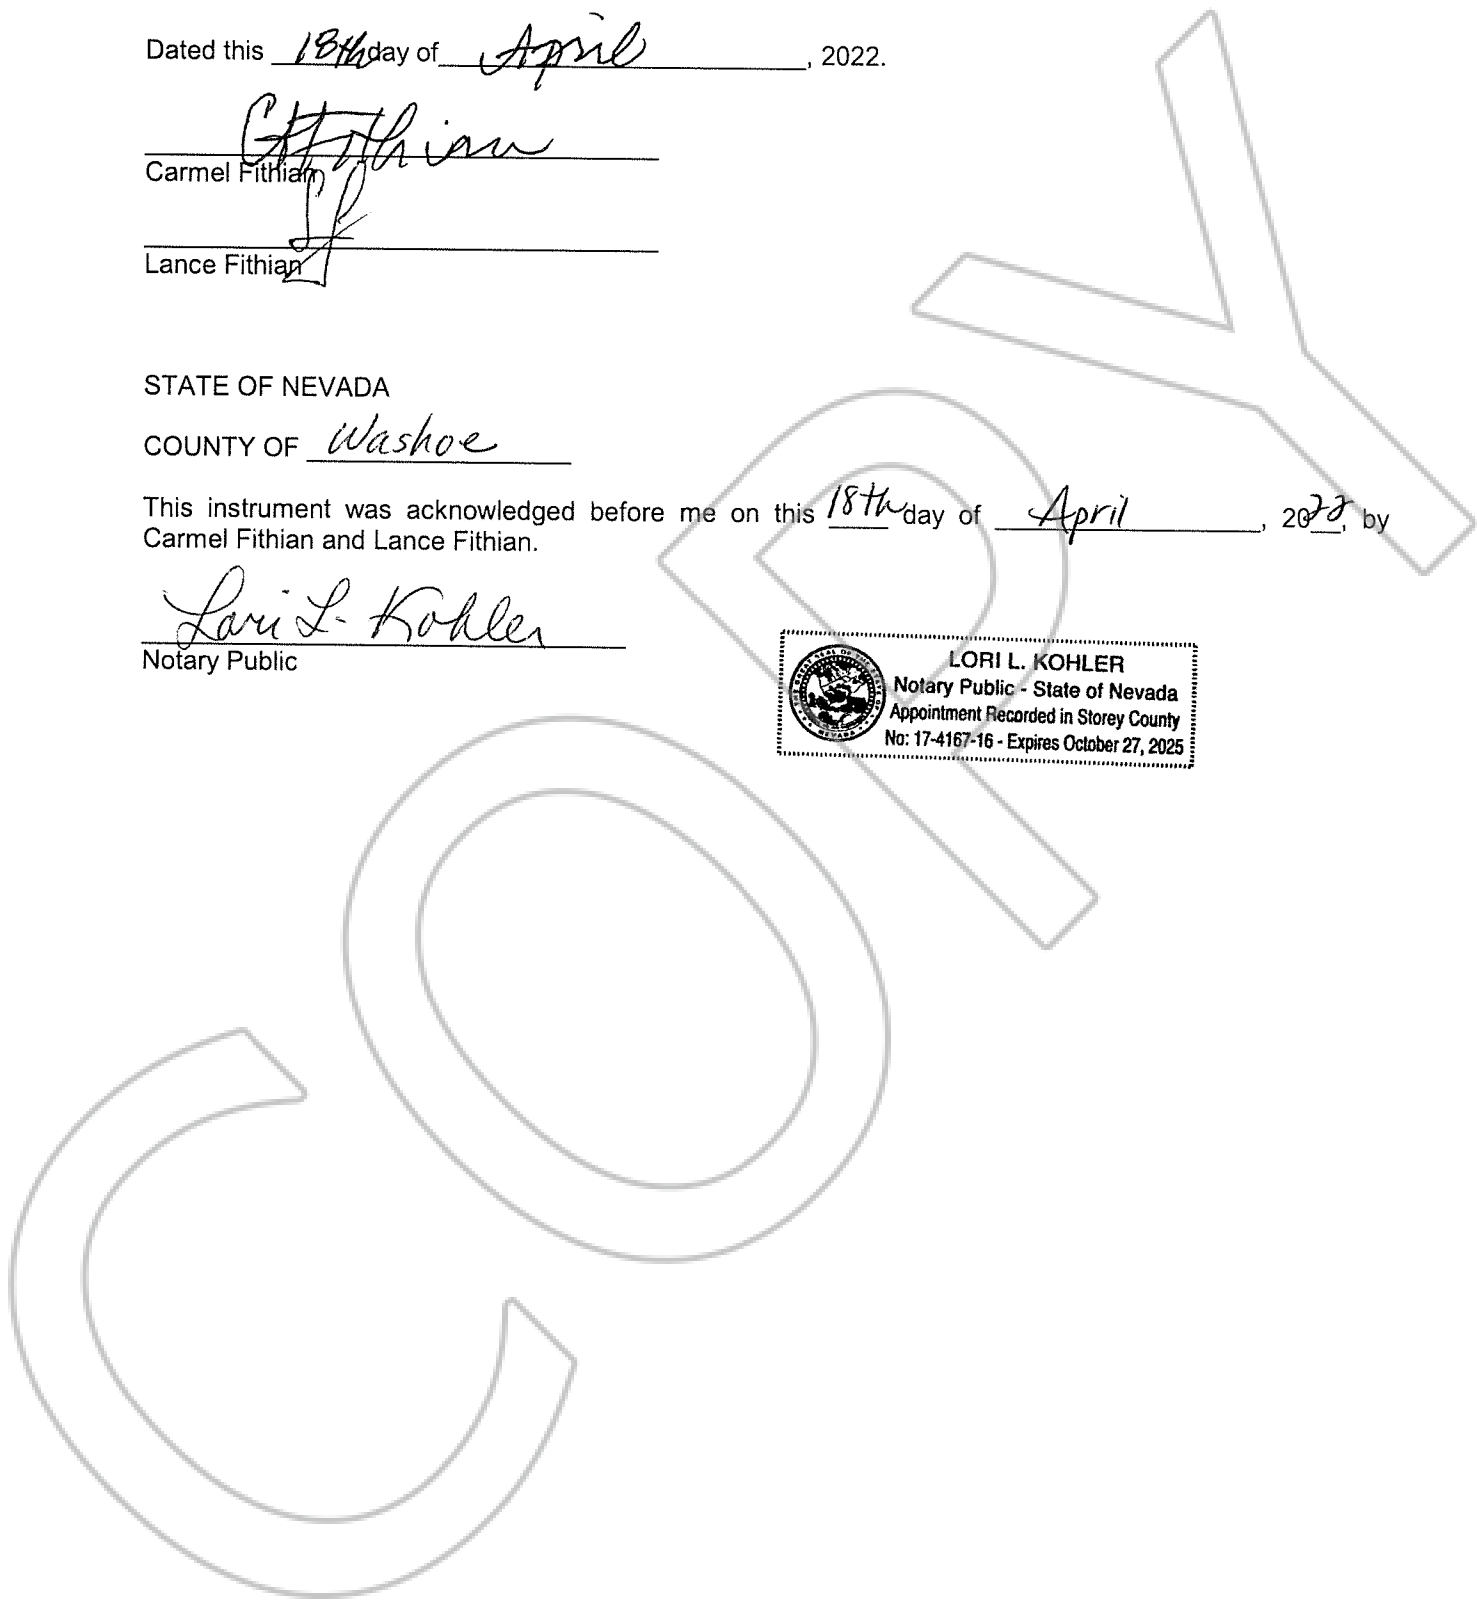 Dated this 18th day of April, 2022.
CFithian
Carmel Fithian
Lance Fithian
STATE OF NEVADA
COUNTY OF Washoe
This instrument was acknowledged before me on this 18th day of April, 2022, by
Carmel Fithian and Lance Fithian.
Lori L. Kohler
Notary Public
LORI L. KOHLER
Notary Public - State of Nevada
Appointment Recorded in Storey County
No: 17-4167-16 - Expires October 27, 2025
COPY